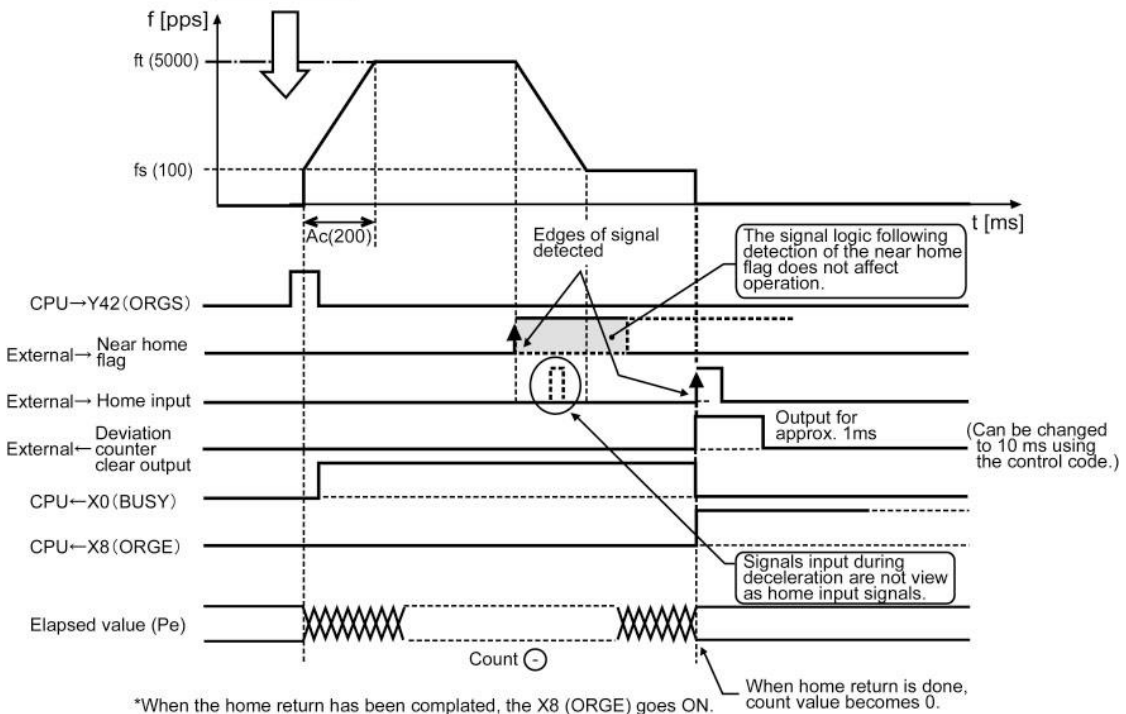 f [pps]
ft (5000)
fs (100)
t [ms]
Ac(200)
Edges of signal
detected
The signal logic following
detection of the near home
flag does not affect
operation.
CPU→Y42(ORGS)
External→ Near home
flag
External→ Home input
External← Deviation
counter
clear output
Output for
approx. 1ms
(Can be changed
to 10 ms using
the control code.)
CPU←X0(BUSY)
CPU←X8(ORGE)
Signals input during
deceleration are not view
as home input signals.
Elapsed value (Pe)
Count ⊖
When home return is done,
count value becomes 0.
*When the home return has been complated, the X8 (ORGE) goes ON.